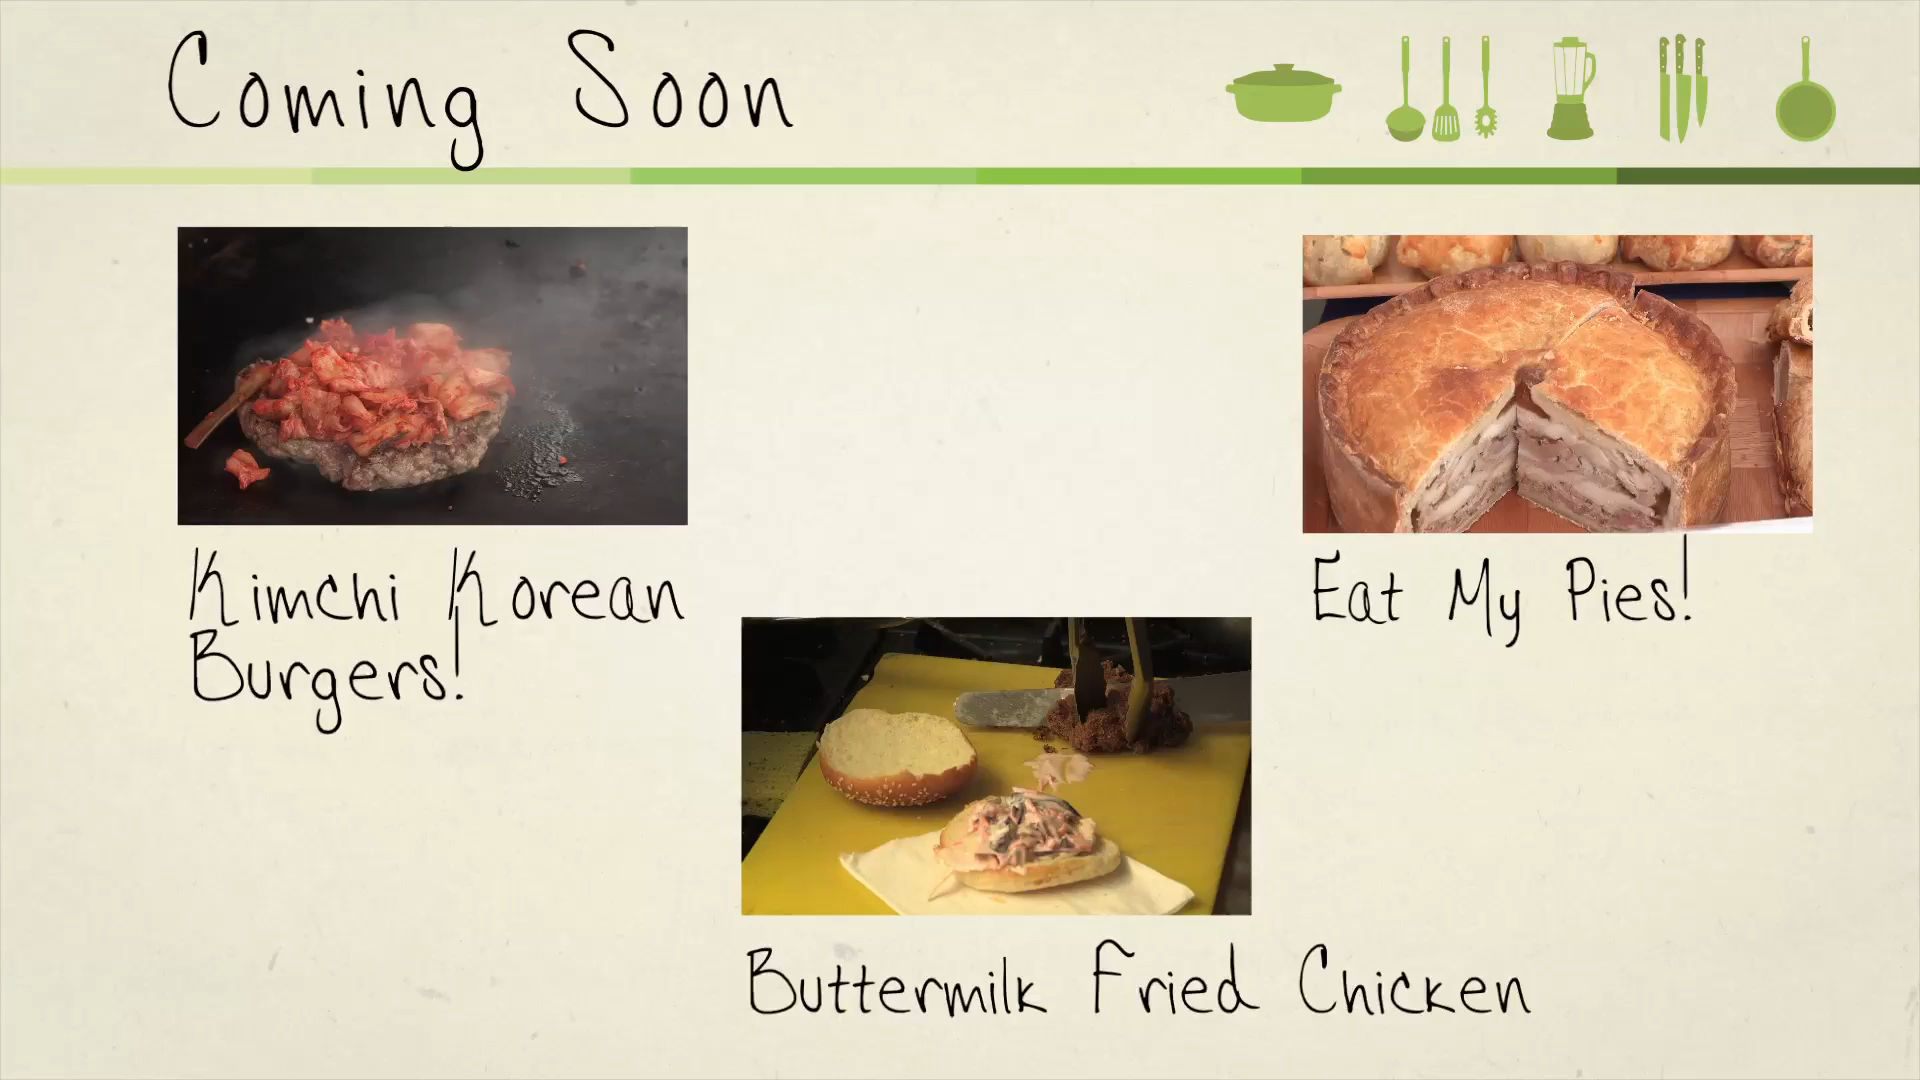 Coming Soon
Kimchi Korean
Burgers!
Eat My Pies!
Buttermilk Fried Chicken